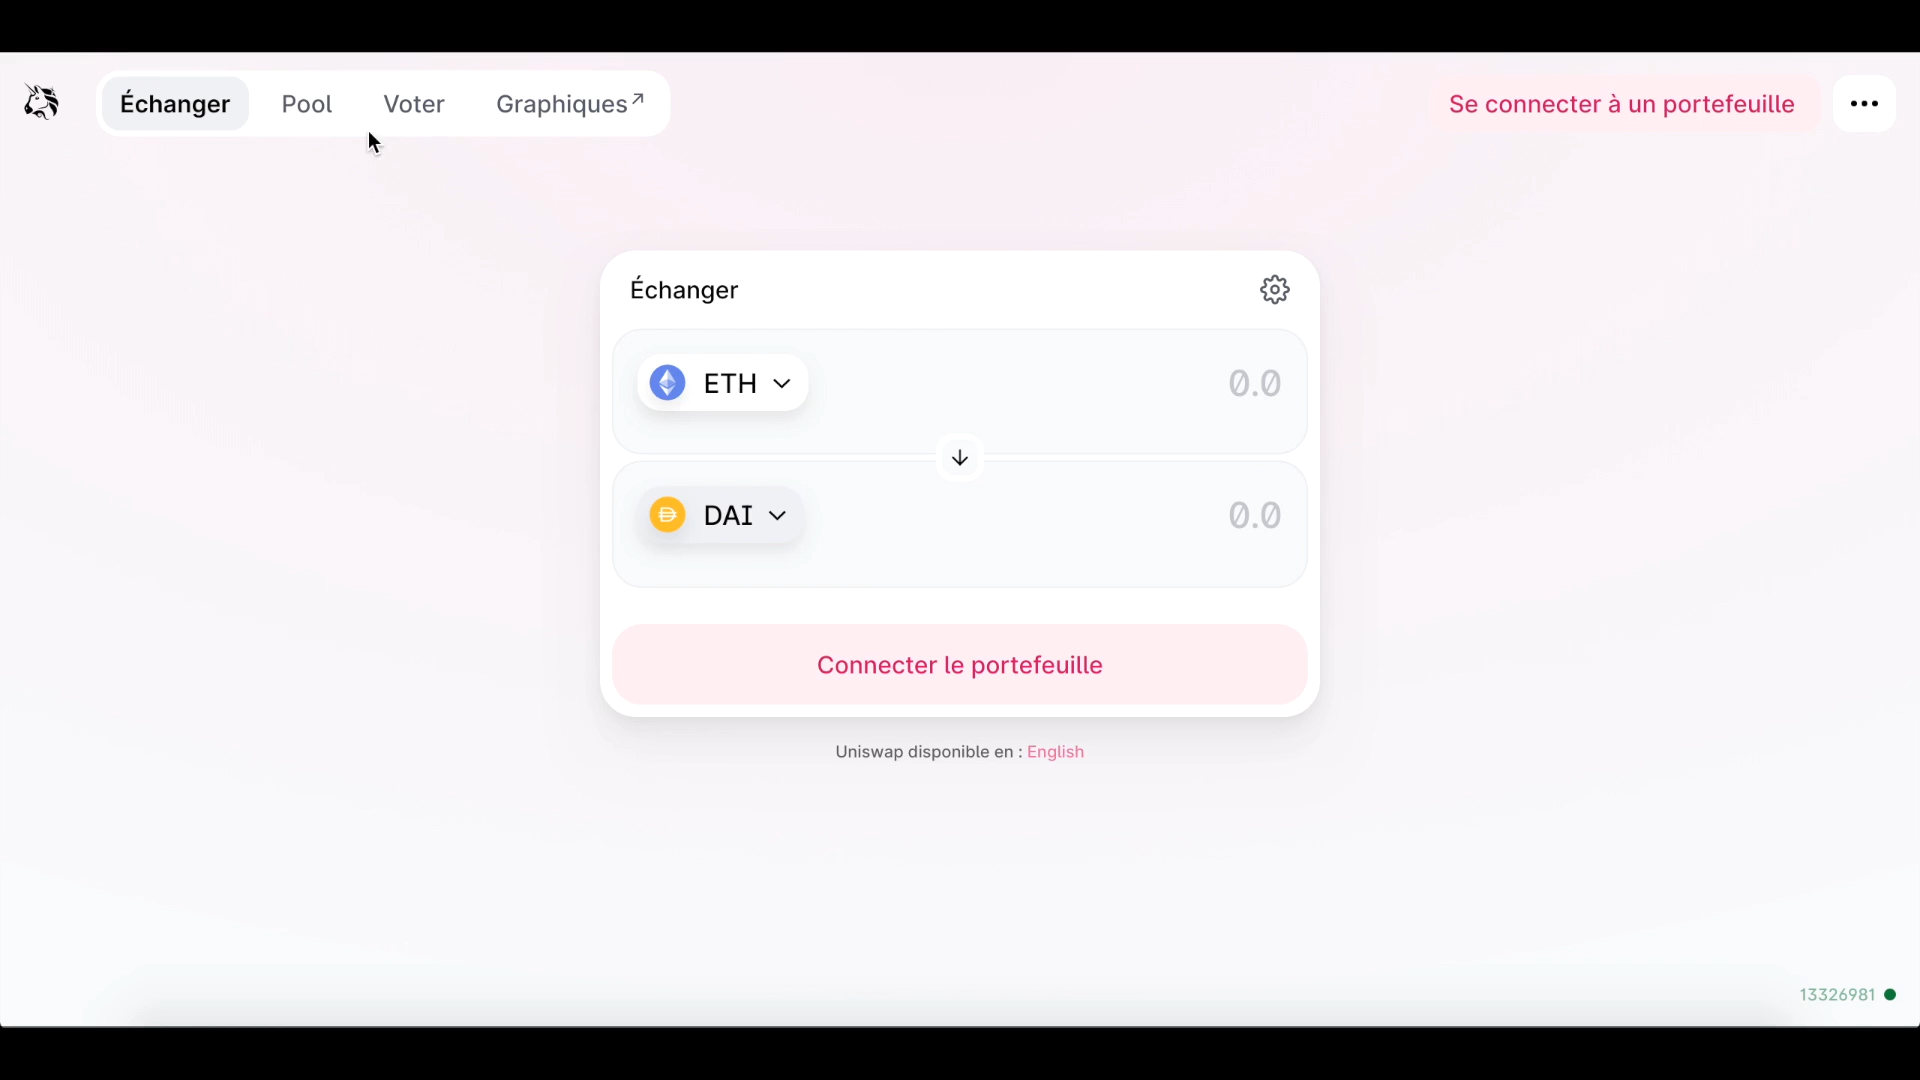 Échanger
Pool
Voter
Graphiques↗
Se connecter à un portefeuille
Échanger
ETH
0.0
DAI
0.0
Connecter le portefeuille
Uniswap disponible en : English
13326981